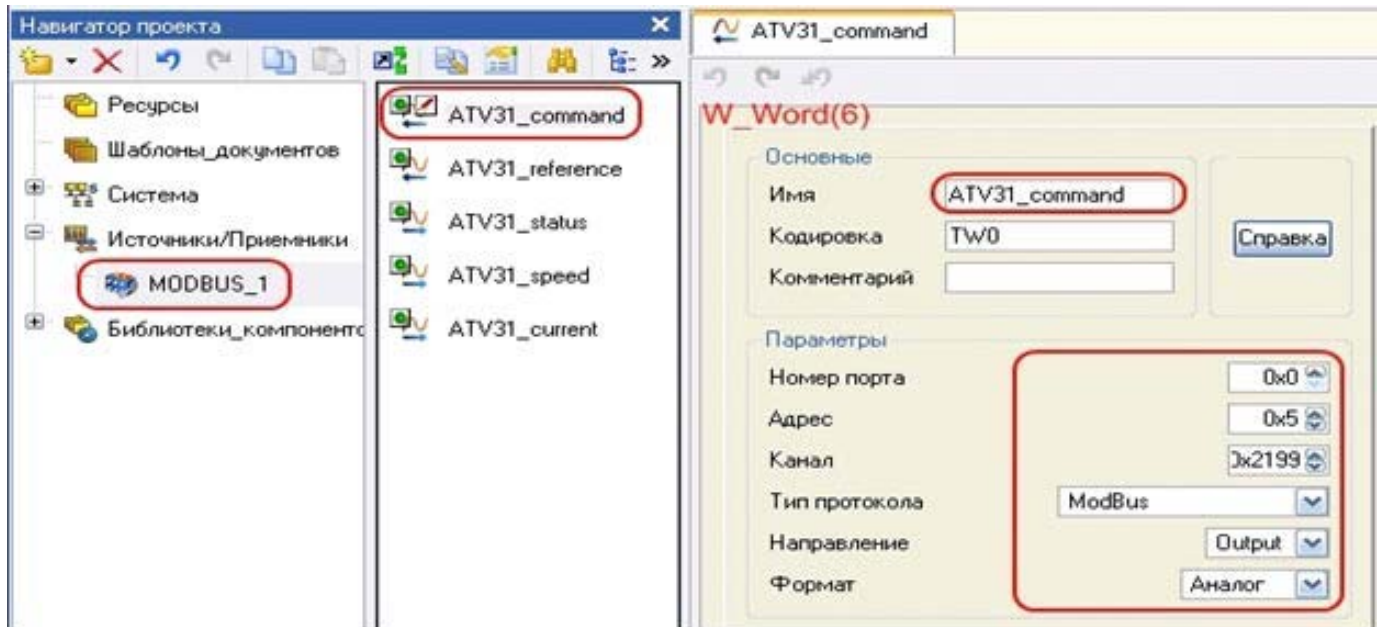 Навигатор проекта
Ресурсы
Шаблоны_документов
Система
Источники/Приемники
MODBUS_1
Библиотеки_компоненто
ATV31_command
ATV31_reference
ATV31_status
ATV31_speed
ATV31_current
ATV31_command
W_Word(6)
Основные
Имя ATV31_command
Кодировка TW0
Комментарий
Справка
Параметры
Номер порта 0x0
Адрес 0x5
Канал 0x2199
Тип протокола ModBus
Направление Output
Формат Аналог